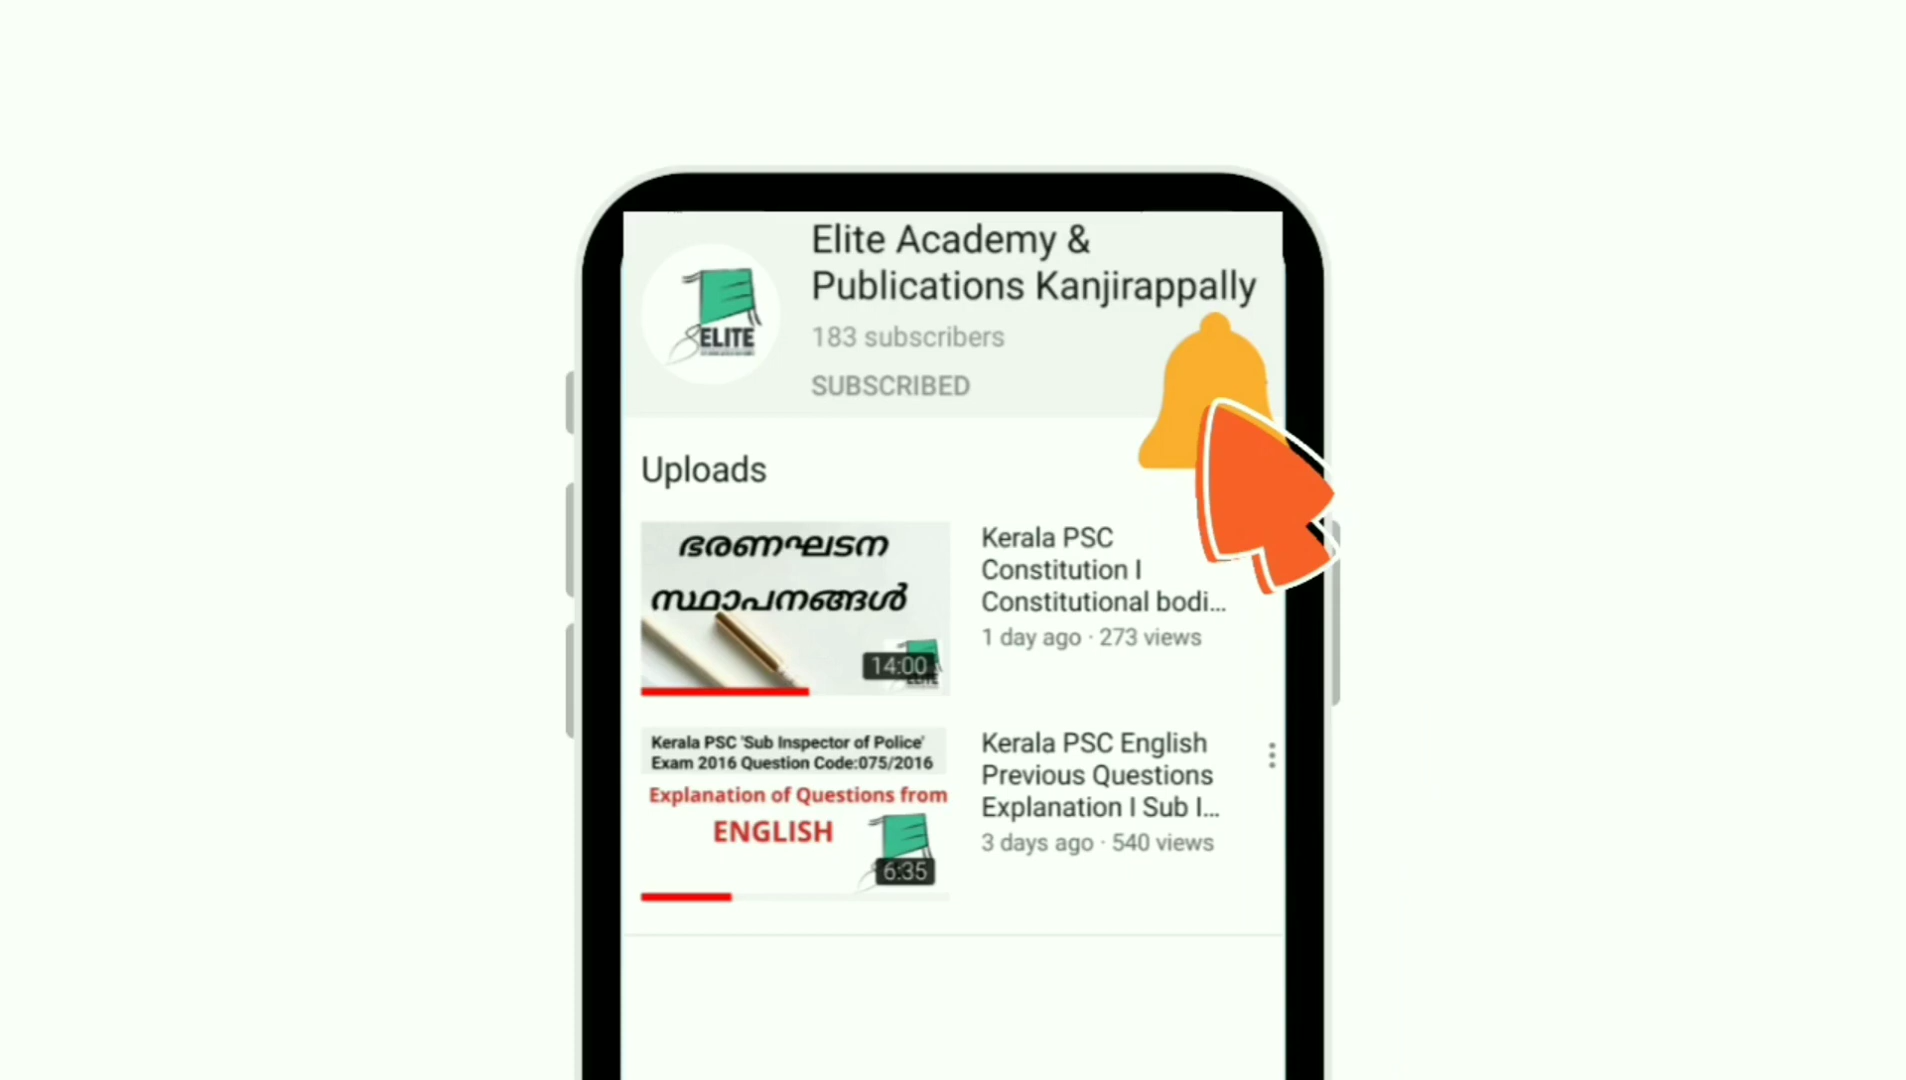 Elite Academy &
Publications Kanjirappally
183 subscribers
SUBSCRIBED
ELITE
Uploads
ഭരണഘടന
സ്ഥാപനങ്ങൾ
14:00
Kerala PSC
Constitution I
Constitutional bodi...
1 day ago · 273 views
Kerala PSC 'Sub Inspector of Police'
Exam 2016 Question Code:075/2016
Explanation of Questions from
ENGLISH
6:35
Kerala PSC English
Previous Questions
Explanation I Sub I...
3 days ago · 540 views